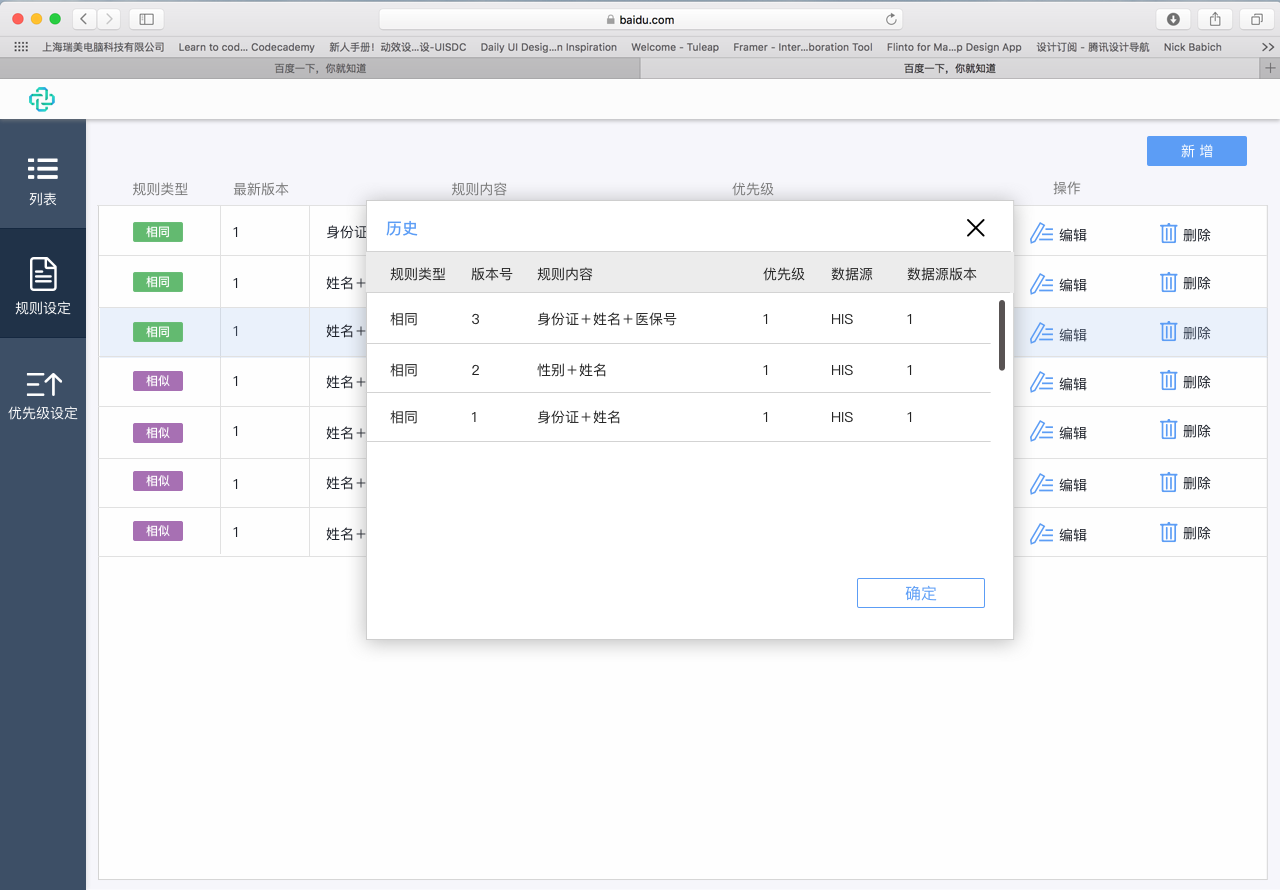 baidu.com
上海瑞美电脑科技有限公司 Learn to cod... Codecademy 新人手册！动效设...设-UISDC Daily UI Desig...n Inspiration Welcome - Tuleap Framer - Inter...boration Tool Flinto for Ma...p Design App 设计订阅 - 腾讯设计导航 Nick Babich
百度一下，你就知道 百度一下，你就知道
新 增
列表
规则设定
优先级设定
规则类型 最新版本 规则内容 优先级 操作
相同 1 身份证 编辑 删除
相同 1 姓名＋ 编辑 删除
相同 1 姓名＋ 编辑 删除
相似 1 姓名＋ 编辑 删除
相似 1 姓名＋ 编辑 删除
相似 1 姓名＋ 编辑 删除
相似 1 姓名＋ 编辑 删除
历史
规则类型 版本号 规则内容 优先级 数据源 数据源版本
相同 3 身份证＋姓名＋医保号 1 HIS 1
相同 2 性别＋姓名 1 HIS 1
相同 1 身份证＋姓名 1 HIS 1
确定